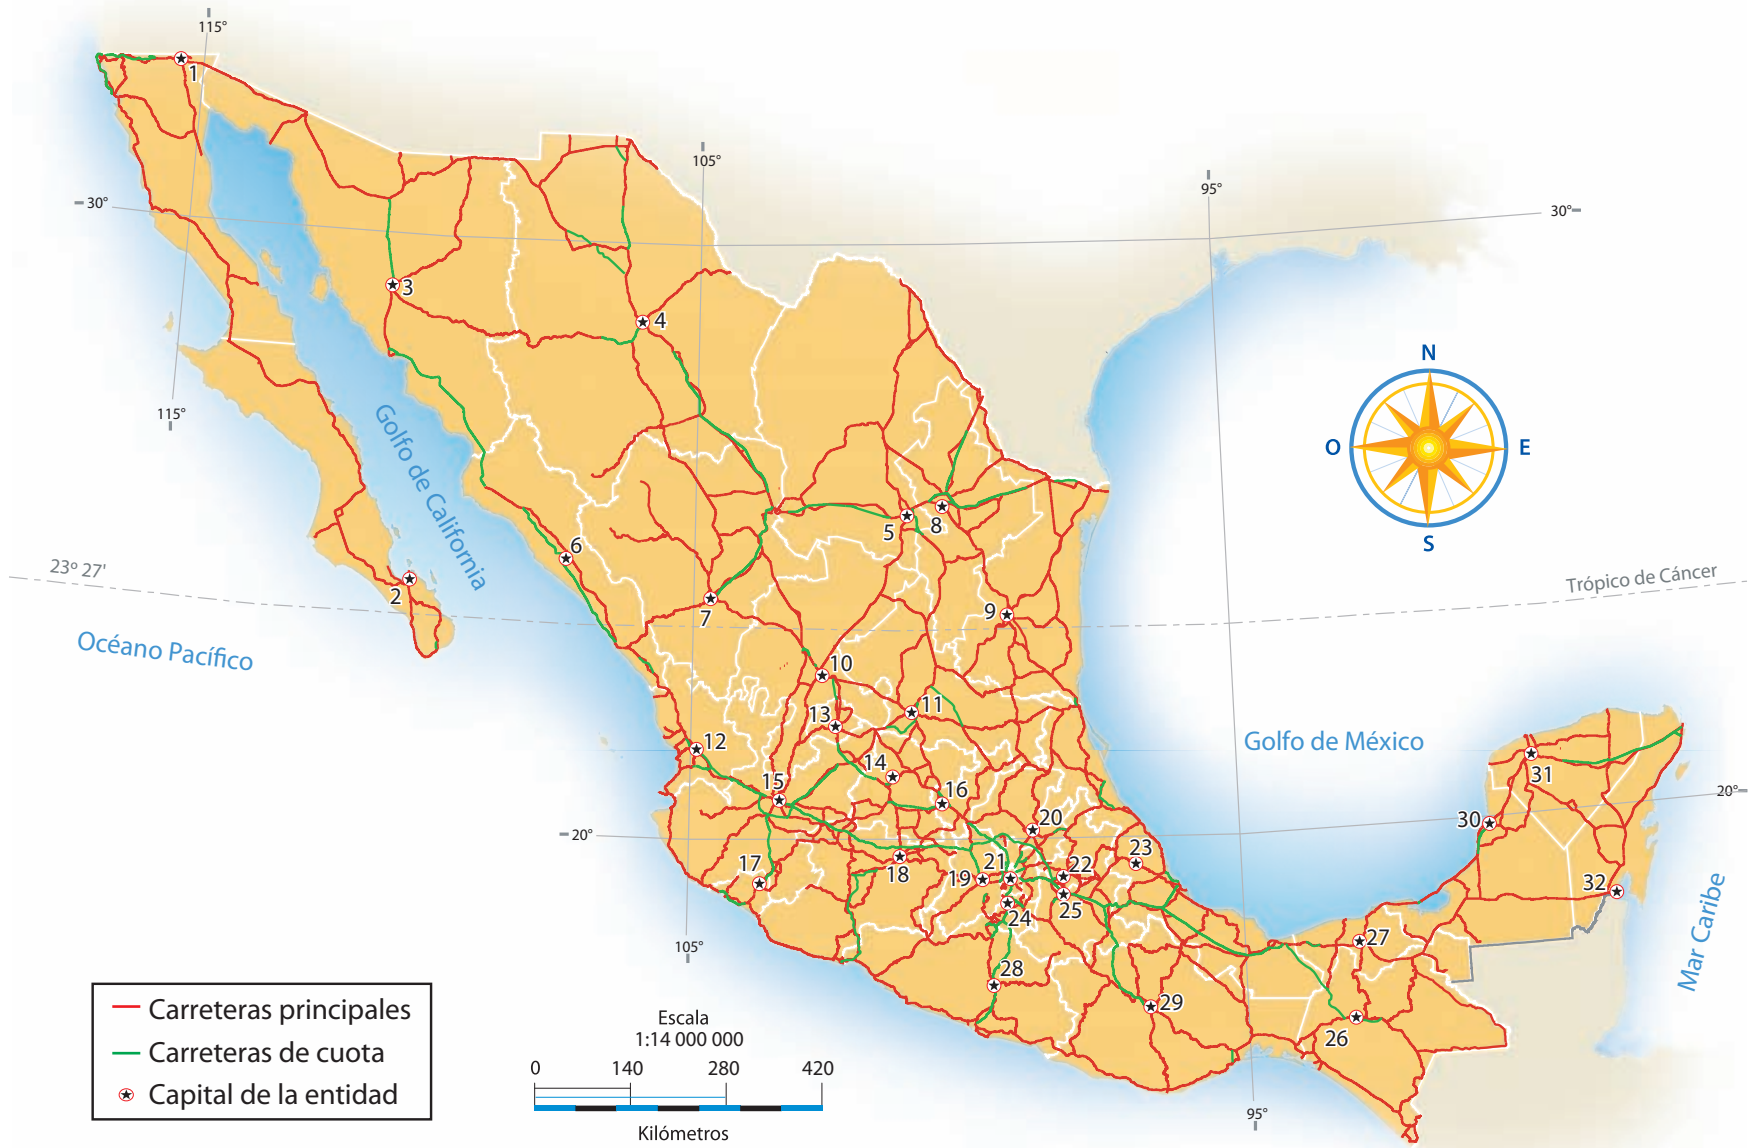 115°
1
105°
95°
30°
30°
3
4
N
O
E
S
115°
Golfo de California
5
8
6
23° 27'
Trópico de Cáncer
2
7
9
Océano Pacífico
10
11
13
12
Golfo de México
14
15
31
16
20°
30
20°
20
23
17
21
22
18
19
32
25
24
Mar Caribe
27
105°
28
29
26
Carreteras principales
Carreteras de cuota
Capital de la entidad
Escala
1:14 000 000
0 140 280 420
Kilómetros
95°